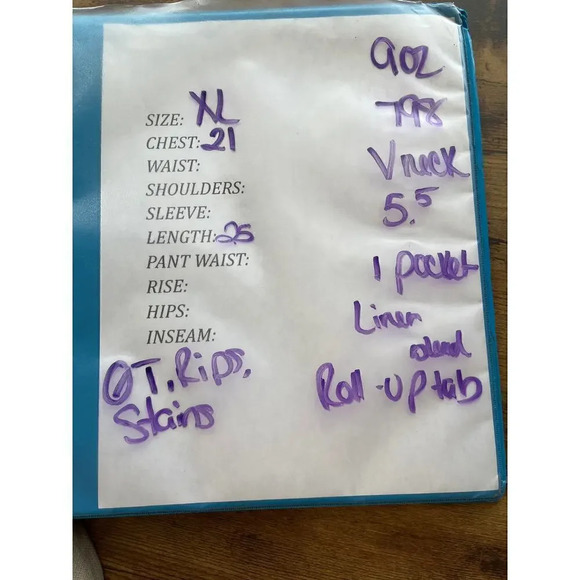 9oz
SIZE: XL
798
CHEST: 21
WAIST:
V neck
SHOULDERS:
5.5
SLEEVE:
LENGTH: 25
PANT WAIST:
1 pocket
RISE:
HIPS:
Linen
INSEAM:
blend
ØT, Rips,
Roll-up tab
Stains